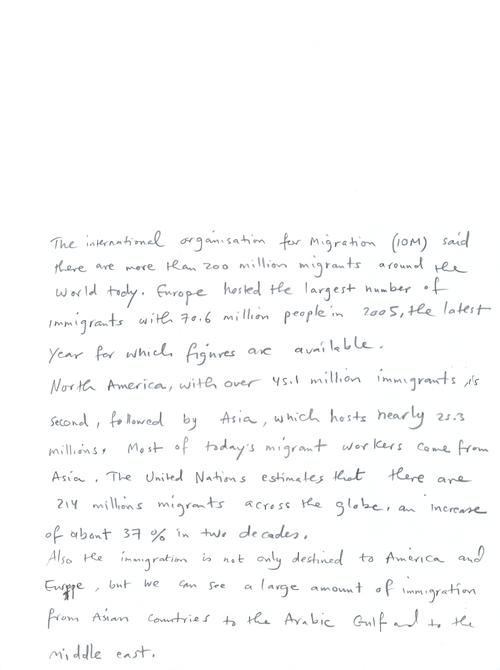 The international organisation for Migration (IOM) said
there are more than 200 million migrants around the
world tody. Europe hosted the largest number of
immigrants with 70.6 million people in 2005, the latest
year for which figures are available.
North America, with over 45.1 million immigrants, is
second, followed by Asia, which hosts nearly 25.3
millions. Most of today's migrant workers come from
Asia. The United Nations estimates that there are
214 millions migrants across the globe, an increase
of about 37 % in two decades.
Also the immigration is not only destined to America and
Europe, but we can see a large amount of immigration
from Asian countries to the Arabic Gulf and to the
middle east.